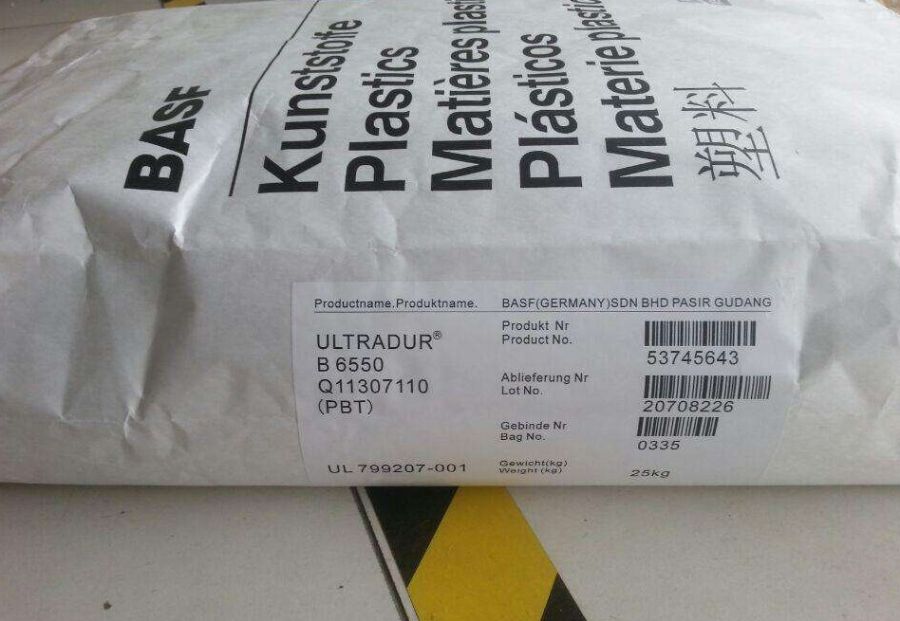 BASF
Kunststoffe
Plastics
Matières plasti
Plásticos
Materie plastic
塑料
Productname.Produktname. BASF(GERMANY)SDN BHD PASIR GUDANG
ULTRADUR®
B 6550
Q11307110
(PBT)
UL 799207-001
Produkt Nr
Product No.
53745643
Ablieferung Nr
Lot No.
20708226
Gebinde Nr
Bag No.
0335
Gewicht(kg)
Weight (kg)
25kg